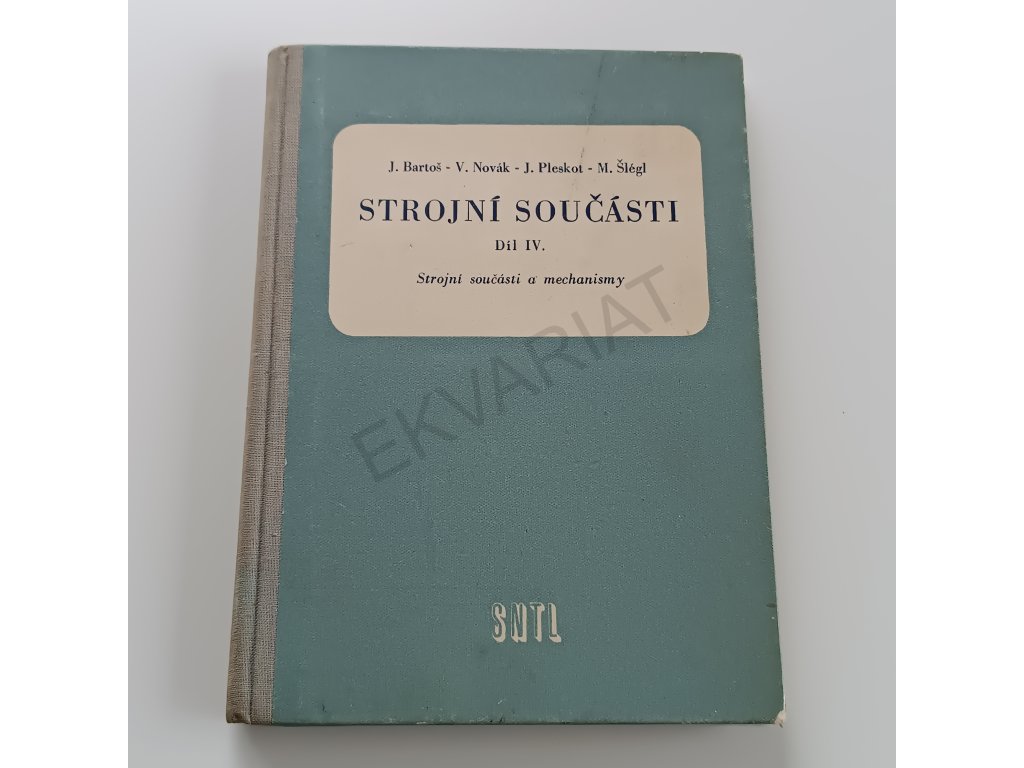 J. Bartoš - V. Novák - J. Pleskot - M. Šlégl
STROJNÍ SOUČÁSTI
Díl IV.
Strojní součásti a mechanismy
EKVARIAT
SNTL